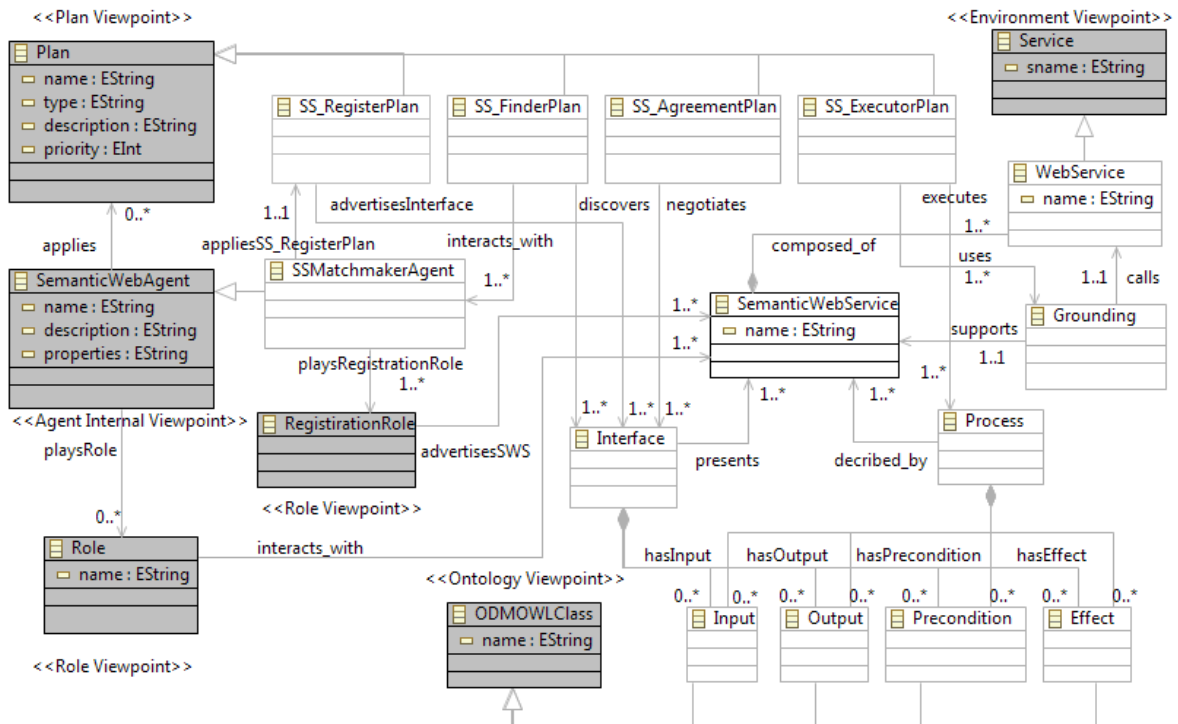 <<Plan Viewpoint>>
<<Environment Viewpoint>>
Plan
name : EString
type : EString
description : EString
priority : EInt
Service
sname : EString
SS_RegisterPlan
SS_FinderPlan
SS_AgreementPlan
SS_ExecutorPlan
WebService
name : EString
0..*
applies
1..1
appliesSS_RegisterPlan
advertisesInterface
interacts_with
1..*
discovers
negotiates
executes
1..*
composed_of
uses
1..*
1..1
calls
SemanticWebAgent
name : EString
description : EString
properties : EString
SSMatchmakerAgent
SemanticWebService
name : EString
1..*
1..*
Grounding
supports
1..1
playsRegistrationRole
1..*
<<Agent Internal Viewpoint>>
playsRole
RegistirationRole
advertisesSWS
<<Role Viewpoint>>
1..*
1..*
1..*
Interface
presents
1..*
decribed_by
1..*
1..*
Process
0..*
Role
name : EString
interacts_with
<<Role Viewpoint>>
<<Ontology Viewpoint>>
ODMOWLClass
name : EString
hasInput
hasOutput
hasPrecondition
hasEffect
0..*
0..*
0..*
0..*
0..*
0..*
0..*
0..*
Input
Output
Precondition
Effect